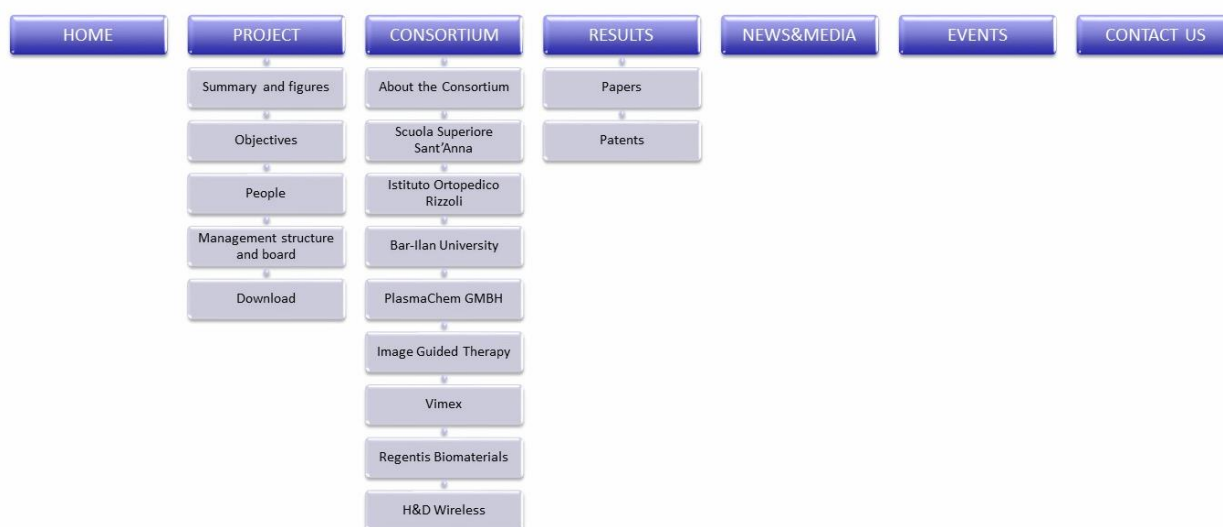 HOME
PROJECT
CONSORTIUM
RESULTS
NEWS&MEDIA
EVENTS
CONTACT US
Summary and figures
Objectives
People
Management structure
and board
Download
About the Consortium
Scuola Superiore
Sant’Anna
Istituto Ortopedico
Rizzoli
Bar-Ilan University
PlasmaChem GMBH
Image Guided Therapy
Vimex
Regentis Biomaterials
H&D Wireless
Papers
Patents